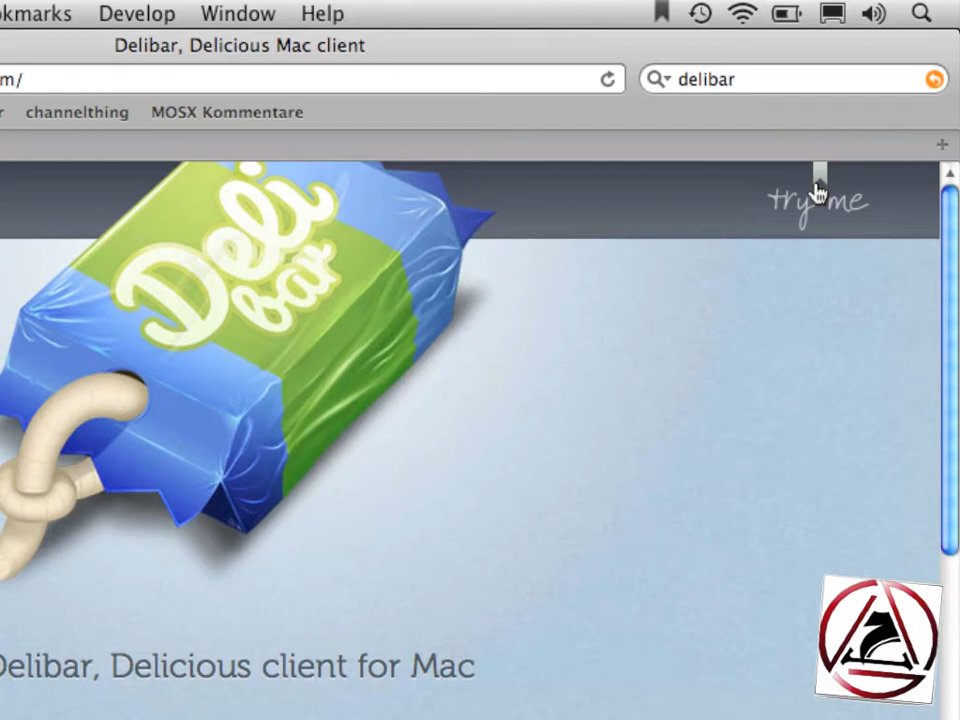 okmarks Develop Window Help
Delibar, Delicious Mac client
m/
delibar
r channelthing MOSX Kommentare
try me
Deli
bar
Delibar, Delicious client for Mac